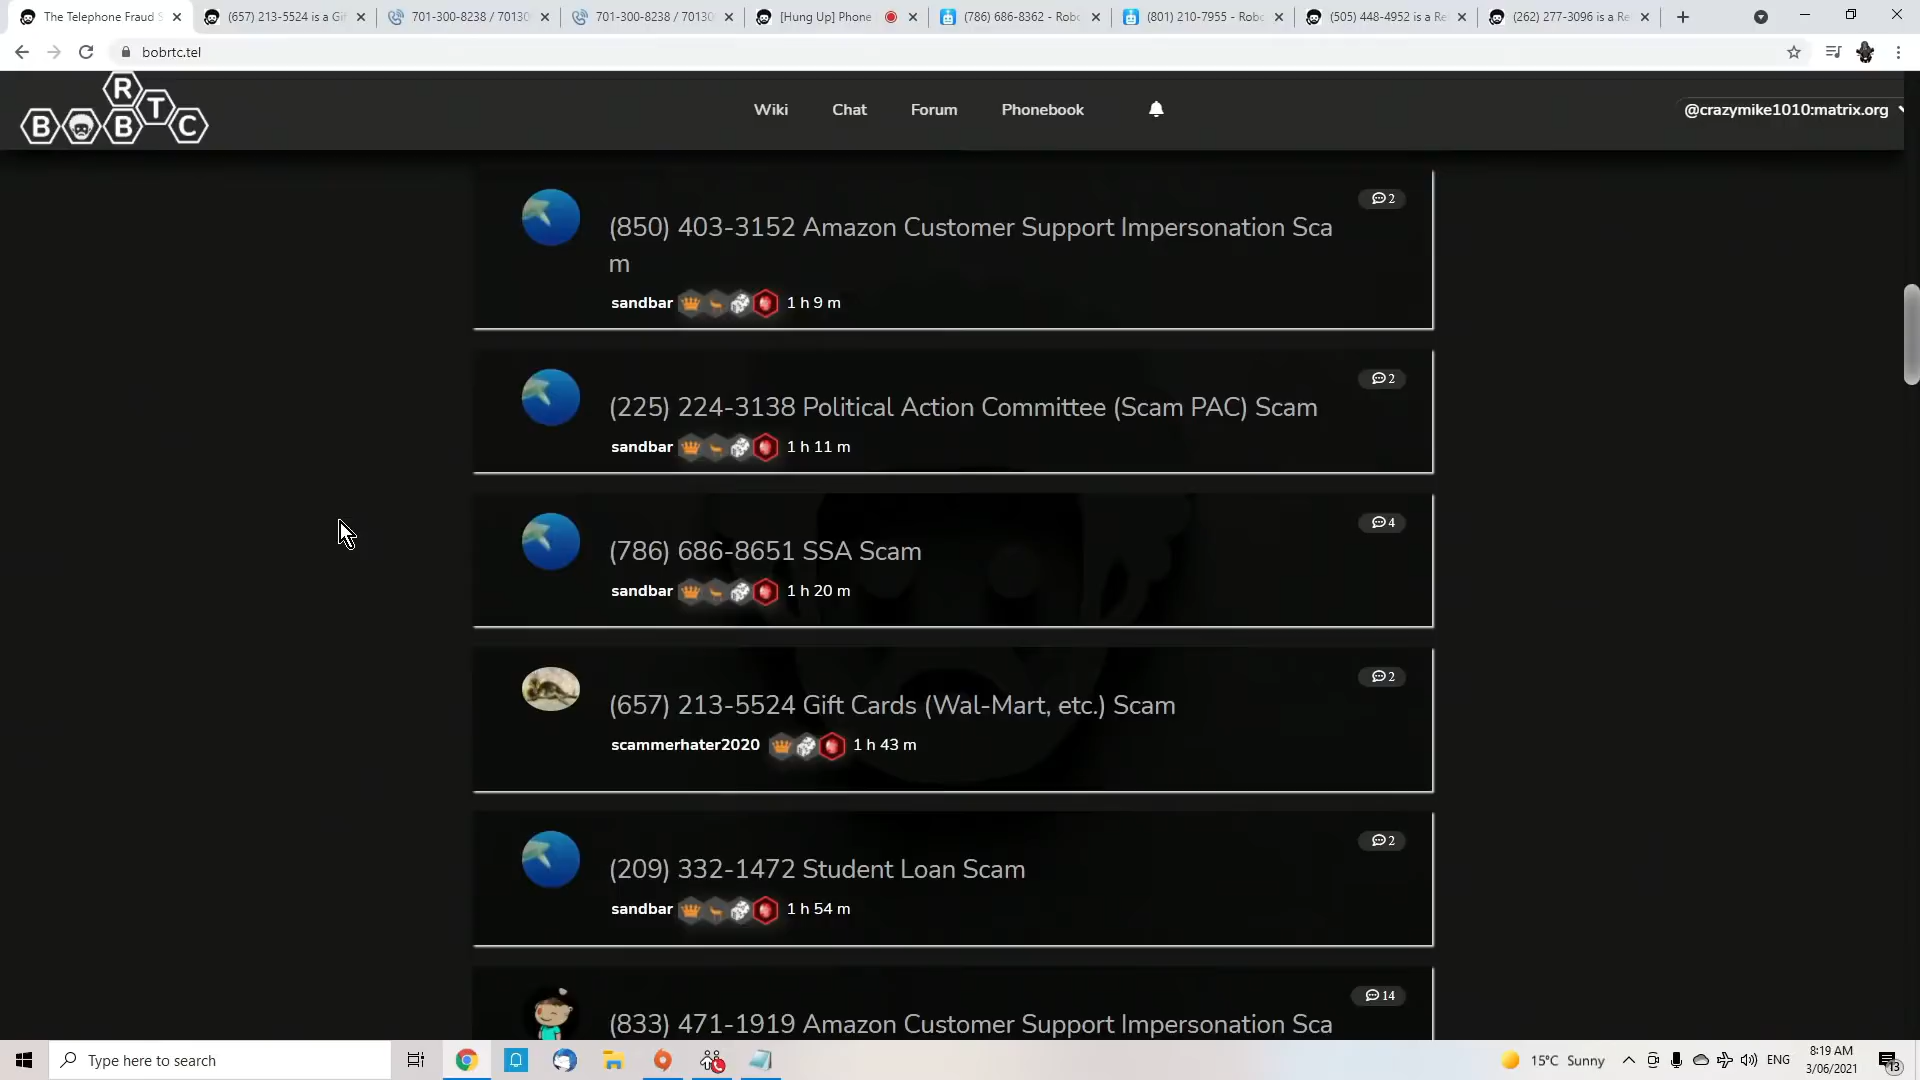 The Telephone Fraud S
(657) 213-5524 is a Gif
701-300-8238 / 70130
701-300-8238 / 70130
[Hung Up] Phone
(786) 686-8362 - Robo
(801) 210-7955 - Robo
(505) 448-4952 is a Re
(262) 277-3096 is a Re
bobrtc.tel
BOBRTC
Wiki
Chat
Forum
Phonebook
@crazymike1010:matrix.org
2
(850) 403-3152 Amazon Customer Support Impersonation Sca
m
sandbar 1 h 9 m
2
(225) 224-3138 Political Action Committee (Scam PAC) Scam
sandbar 1 h 11 m
4
(786) 686-8651 SSA Scam
sandbar 1 h 20 m
2
(657) 213-5524 Gift Cards (Wal-Mart, etc.) Scam
scammerhater2020 1 h 43 m
2
(209) 332-1472 Student Loan Scam
sandbar 1 h 54 m
14
(833) 471-1919 Amazon Customer Support Impersonation Sca
Type here to search
15°C Sunny
ENG
8:19 AM
3/06/2021
13